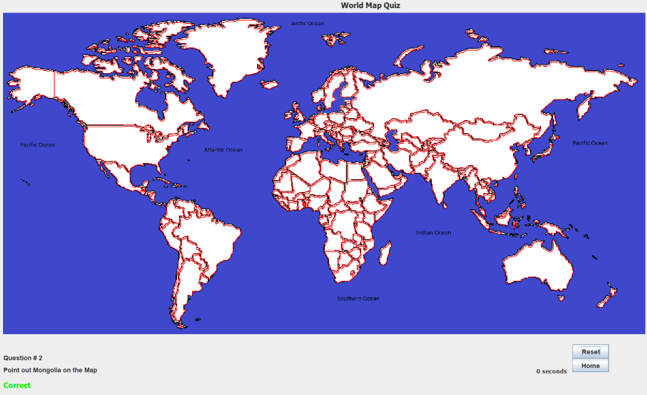 World Map Quiz
Arctic Ocean
Pacific Ocean
Atlantic Ocean
Pacific Ocean
Indian Ocean
Southern Ocean
Question # 2
Point out Mongolia on the Map
Correct
0 seconds
Reset
Home